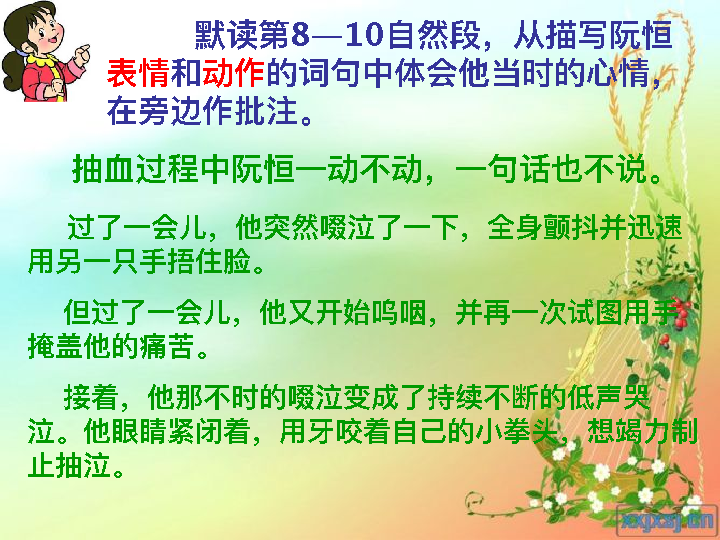 默读第8—10自然段，从描写阮恒
表情和动作的词句中体会他当时的心情，
在旁边作批注。
抽血过程中阮恒一动不动，一句话也不说。
过了一会儿，他突然啜泣了一下，全身颤抖并迅速
用另一只手捂住脸。
但过了一会儿，他又开始呜咽，并再一次试图用手
掩盖他的痛苦。
接着，他那不时的啜泣变成了持续不断的低声哭
泣。他眼睛紧闭着，用牙咬着自己的小拳头，想竭力制
止抽泣。